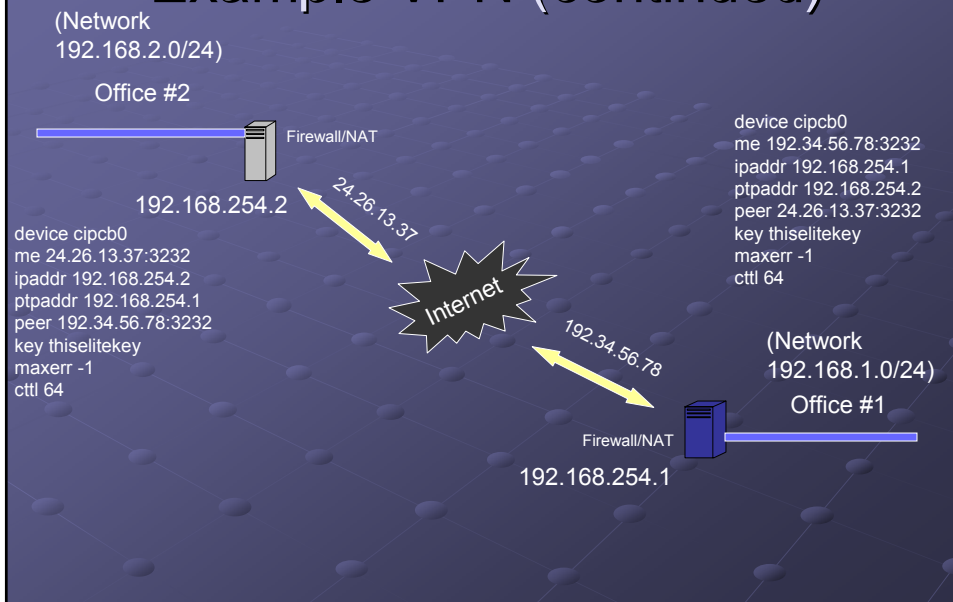 Example VPN (continued)
(Network
192.168.2.0/24)
Office #2
Firewall/NAT
192.168.254.2
24.26.13.37
device cipcb0
me 24.26.13.37:3232
ipaddr 192.168.254.2
ptpaddr 192.168.254.1
peer 192.34.56.78:3232
key thiselitekey
maxerr -1
cttl 64
Internet
device cipcb0
me 192.34.56.78:3232
ipaddr 192.168.254.1
ptpaddr 192.168.254.2
peer 24.26.13.37:3232
key thiselitekey
maxerr -1
cttl 64
192.34.56.78
(Network
192.168.1.0/24)
Office #1
Firewall/NAT
192.168.254.1